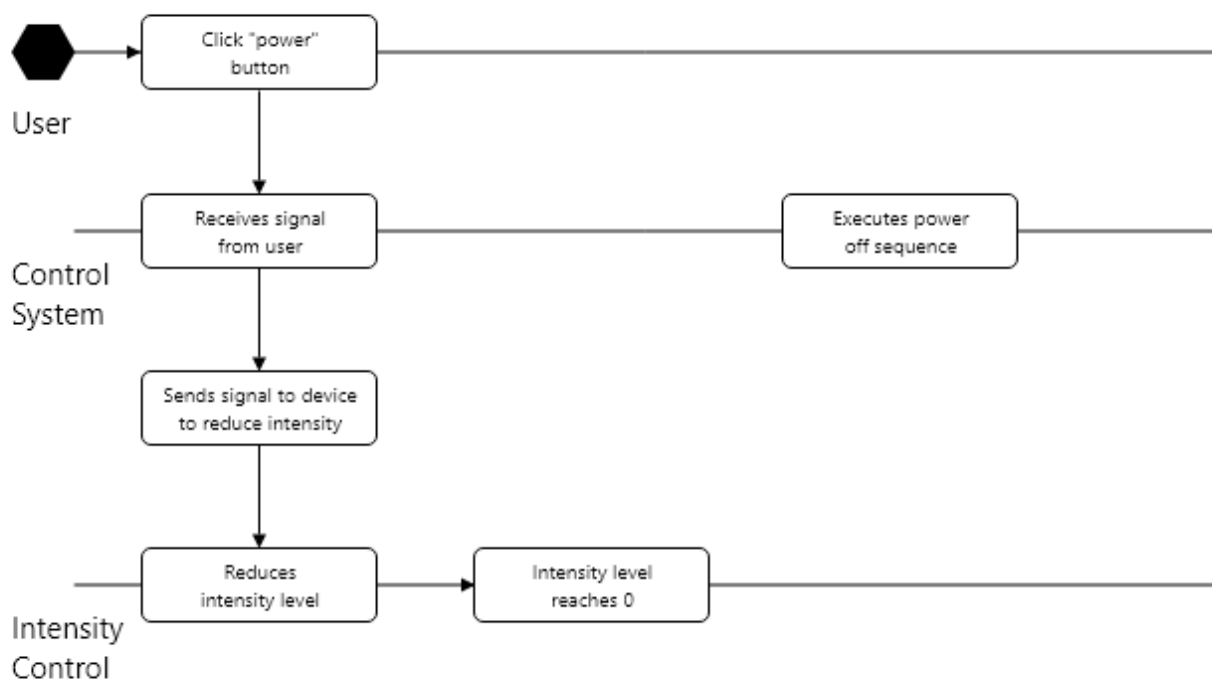 Click "power"
button
User
Receives signal
from user
Executes power
off sequence
Control
System
Sends signal to device
to reduce intensity
Reduces
intensity level
Intensity level
reaches 0
Intensity
Control